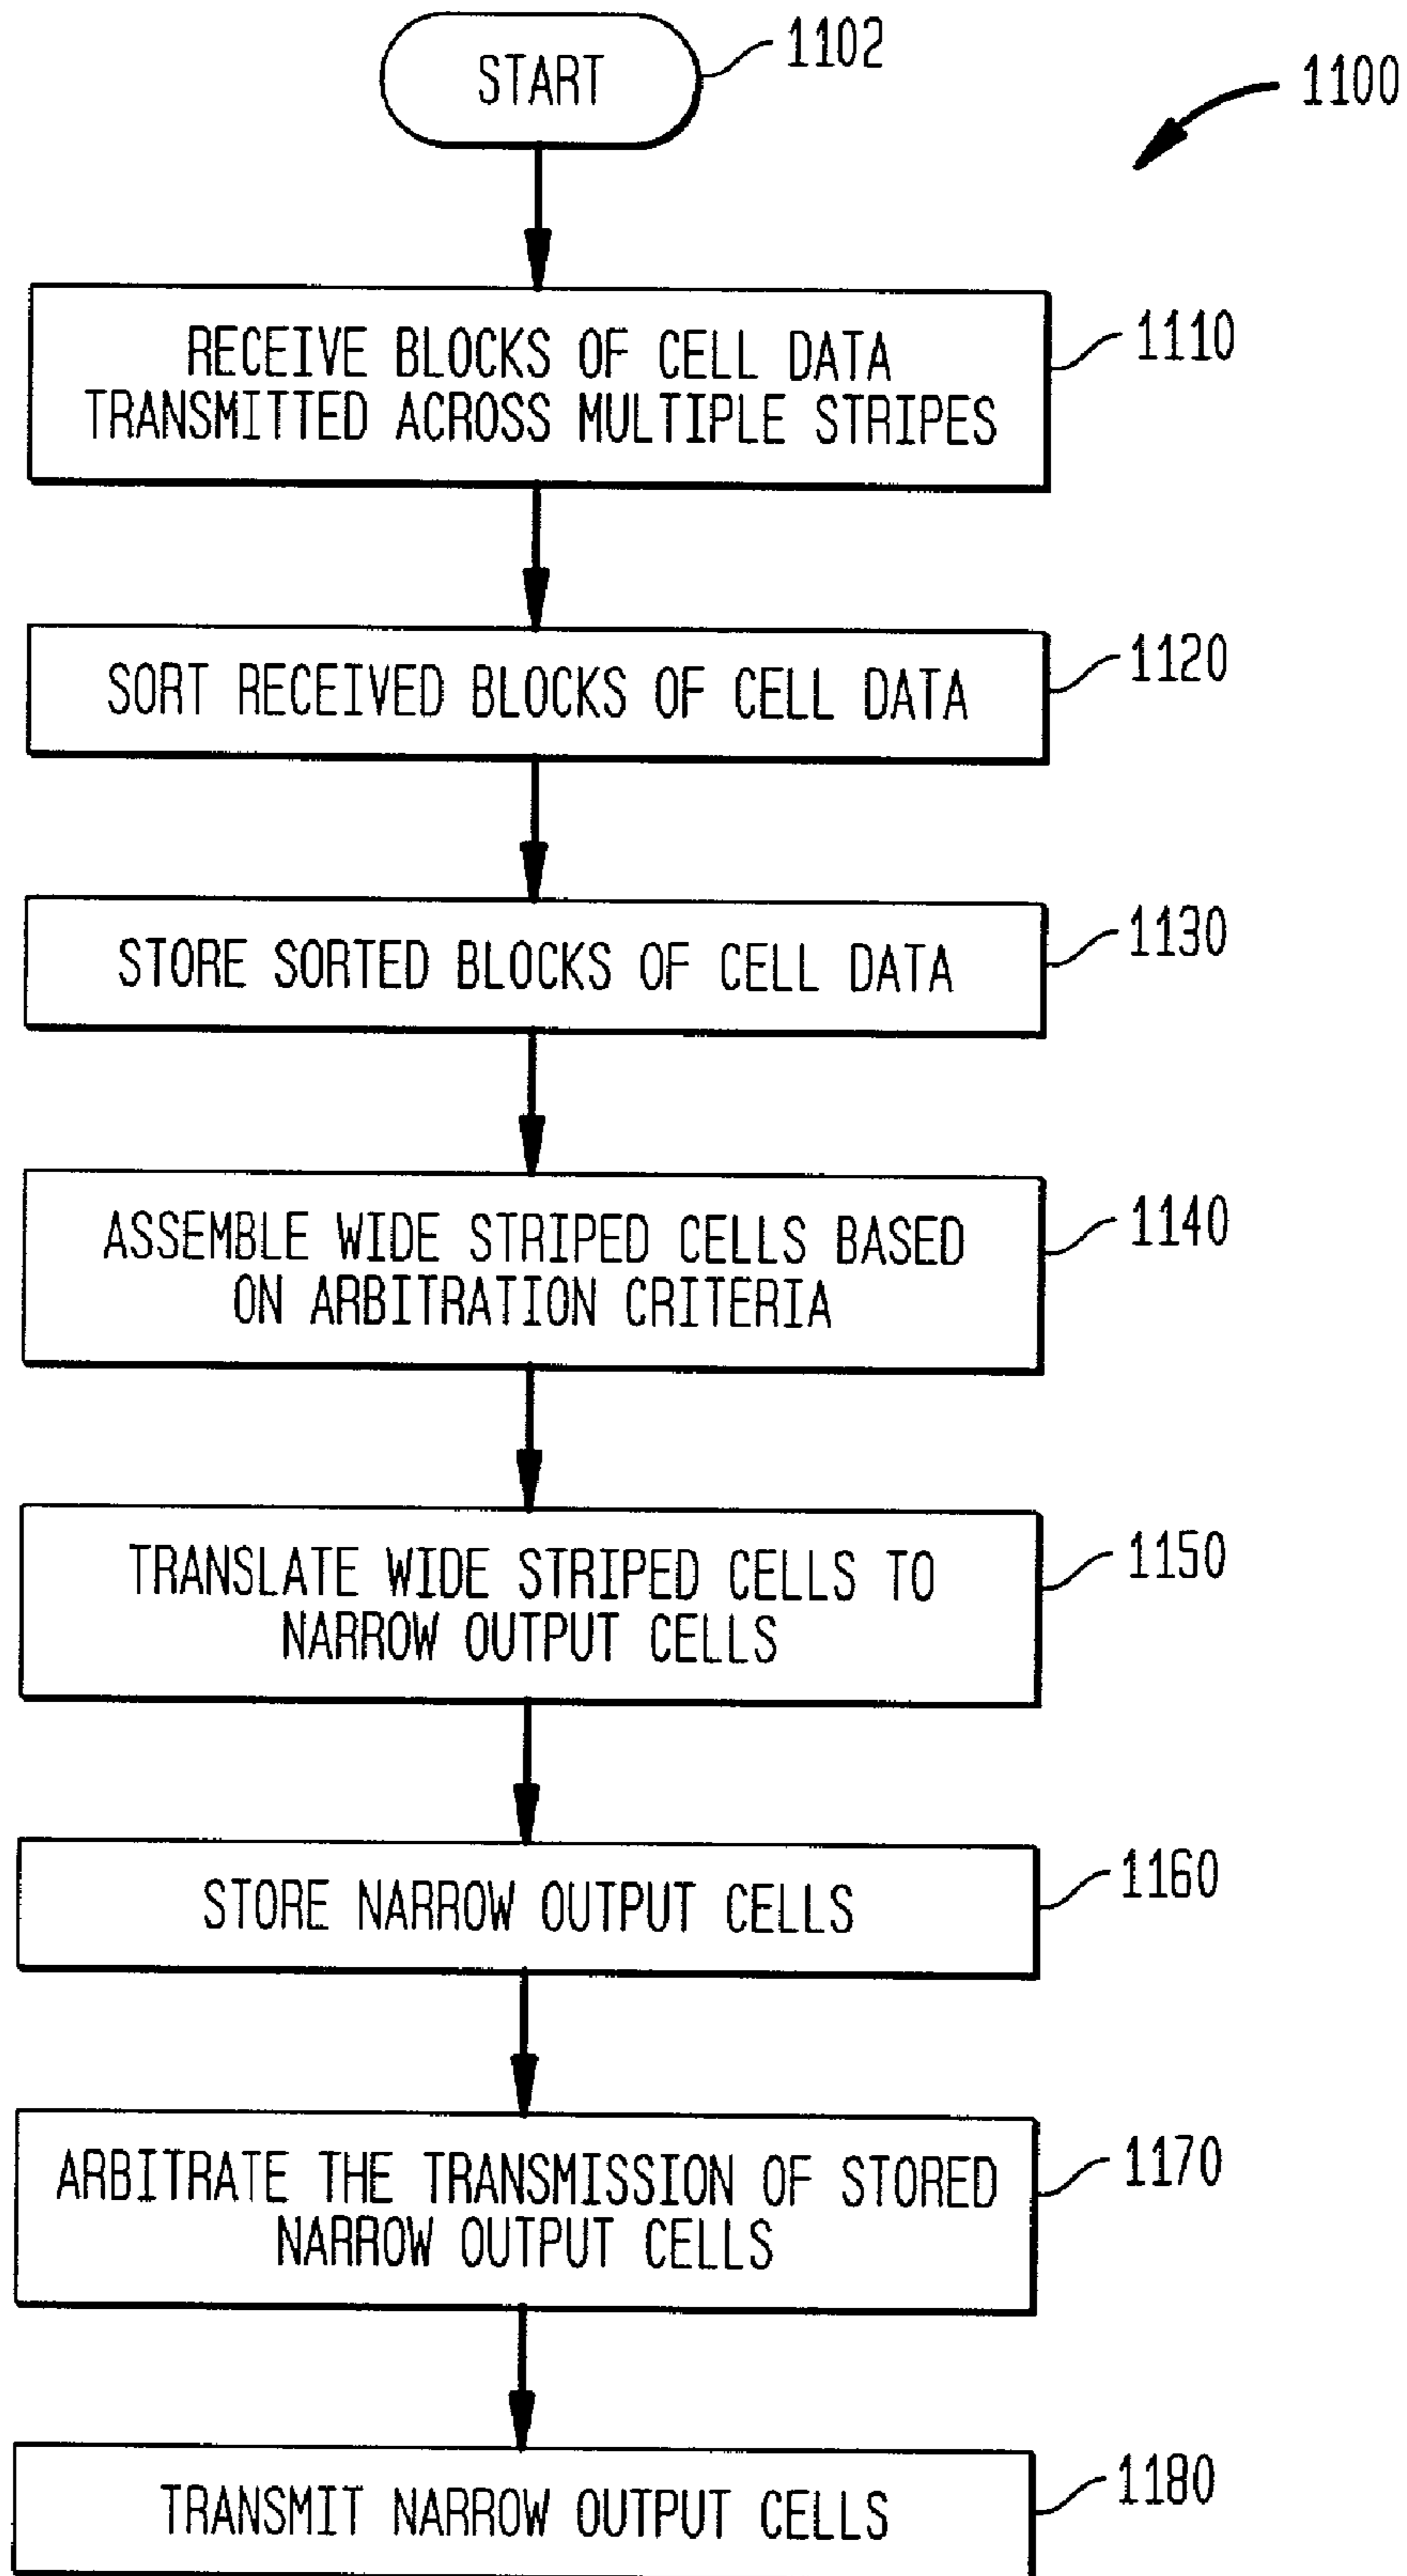 START
1102
1100
RECEIVE BLOCKS OF CELL DATA
TRANSMITTED ACROSS MULTIPLE STRIPES
1110
SORT RECEIVED BLOCKS OF CELL DATA
1120
STORE SORTED BLOCKS OF CELL DATA
1130
ASSEMBLE WIDE STRIPED CELLS BASED
ON ARBITRATION CRITERIA
1140
TRANSLATE WIDE STRIPED CELLS TO
NARROW OUTPUT CELLS
1150
STORE NARROW OUTPUT CELLS
1160
ARBITRATE THE TRANSMISSION OF STORED
NARROW OUTPUT CELLS
1170
TRANSMIT NARROW OUTPUT CELLS
1180